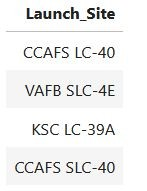 Launch_Site
CCAFS LC-40
VAFB SLC-4E
KSC LC-39A
CCAFS SLC-40